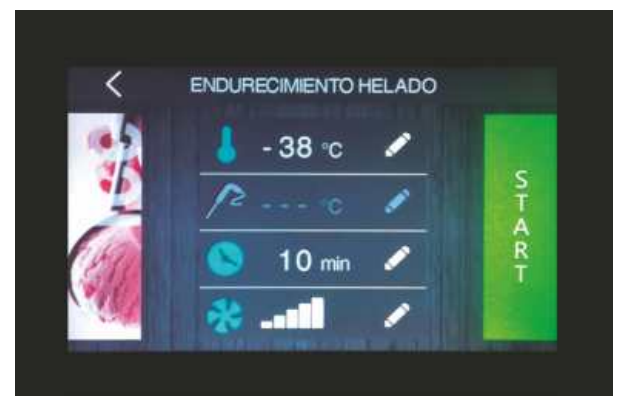 ENDURECIMIENTO HELADO
- 38 °C
- - - °C
10 min
START